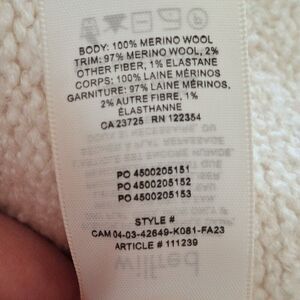 BODY: 100% MERINO WOOL
TRIM: 97% MERINO WOOL, 2%
OTHER FIBER, 1% ELASTANE
CORPS: 100% LAINE MÉRINOS,
GARNITURE: 97% LAINE MÉRINOS,
2% AUTRE FIBRE, 1%
ÉLASTHANNE
CA 23725 RN 122354
PO 4500205151
PO 4500205152
PO 4500205153
STYLE #
CAM 04-03-42649-K081-FA23
ARTICLE # 111239
wilfred